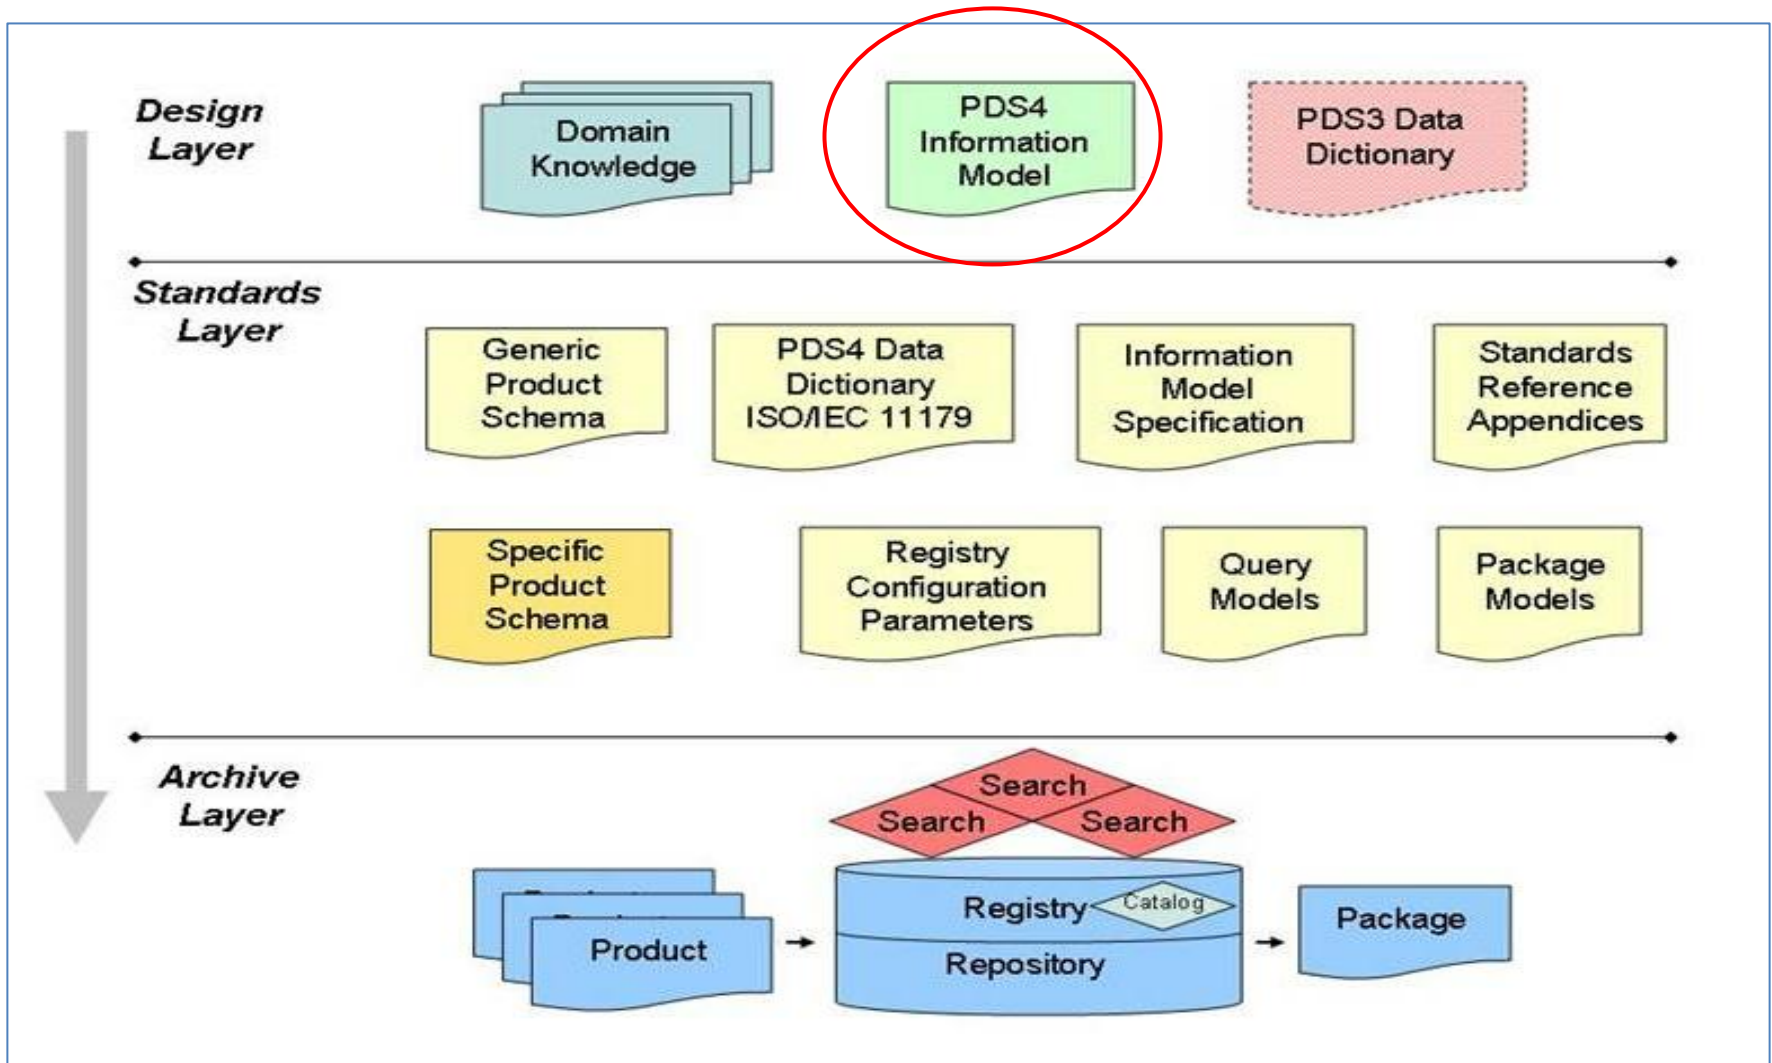 Design
Layer
Domain
Knowledge
PDS4
Information
Model
PDS3 Data
Dictionary
Standards
Layer
Generic
Product
Schema
PDS4 Data
Dictionary
ISO/IEC 11179
Information
Model
Specification
Standards
Reference
Appendices
Specific
Product
Schema
Registry
Configuration
Parameters
Query
Models
Package
Models
Archive
Layer
Search
Search
Search
Product
Registry
Catalog
Repository
Package